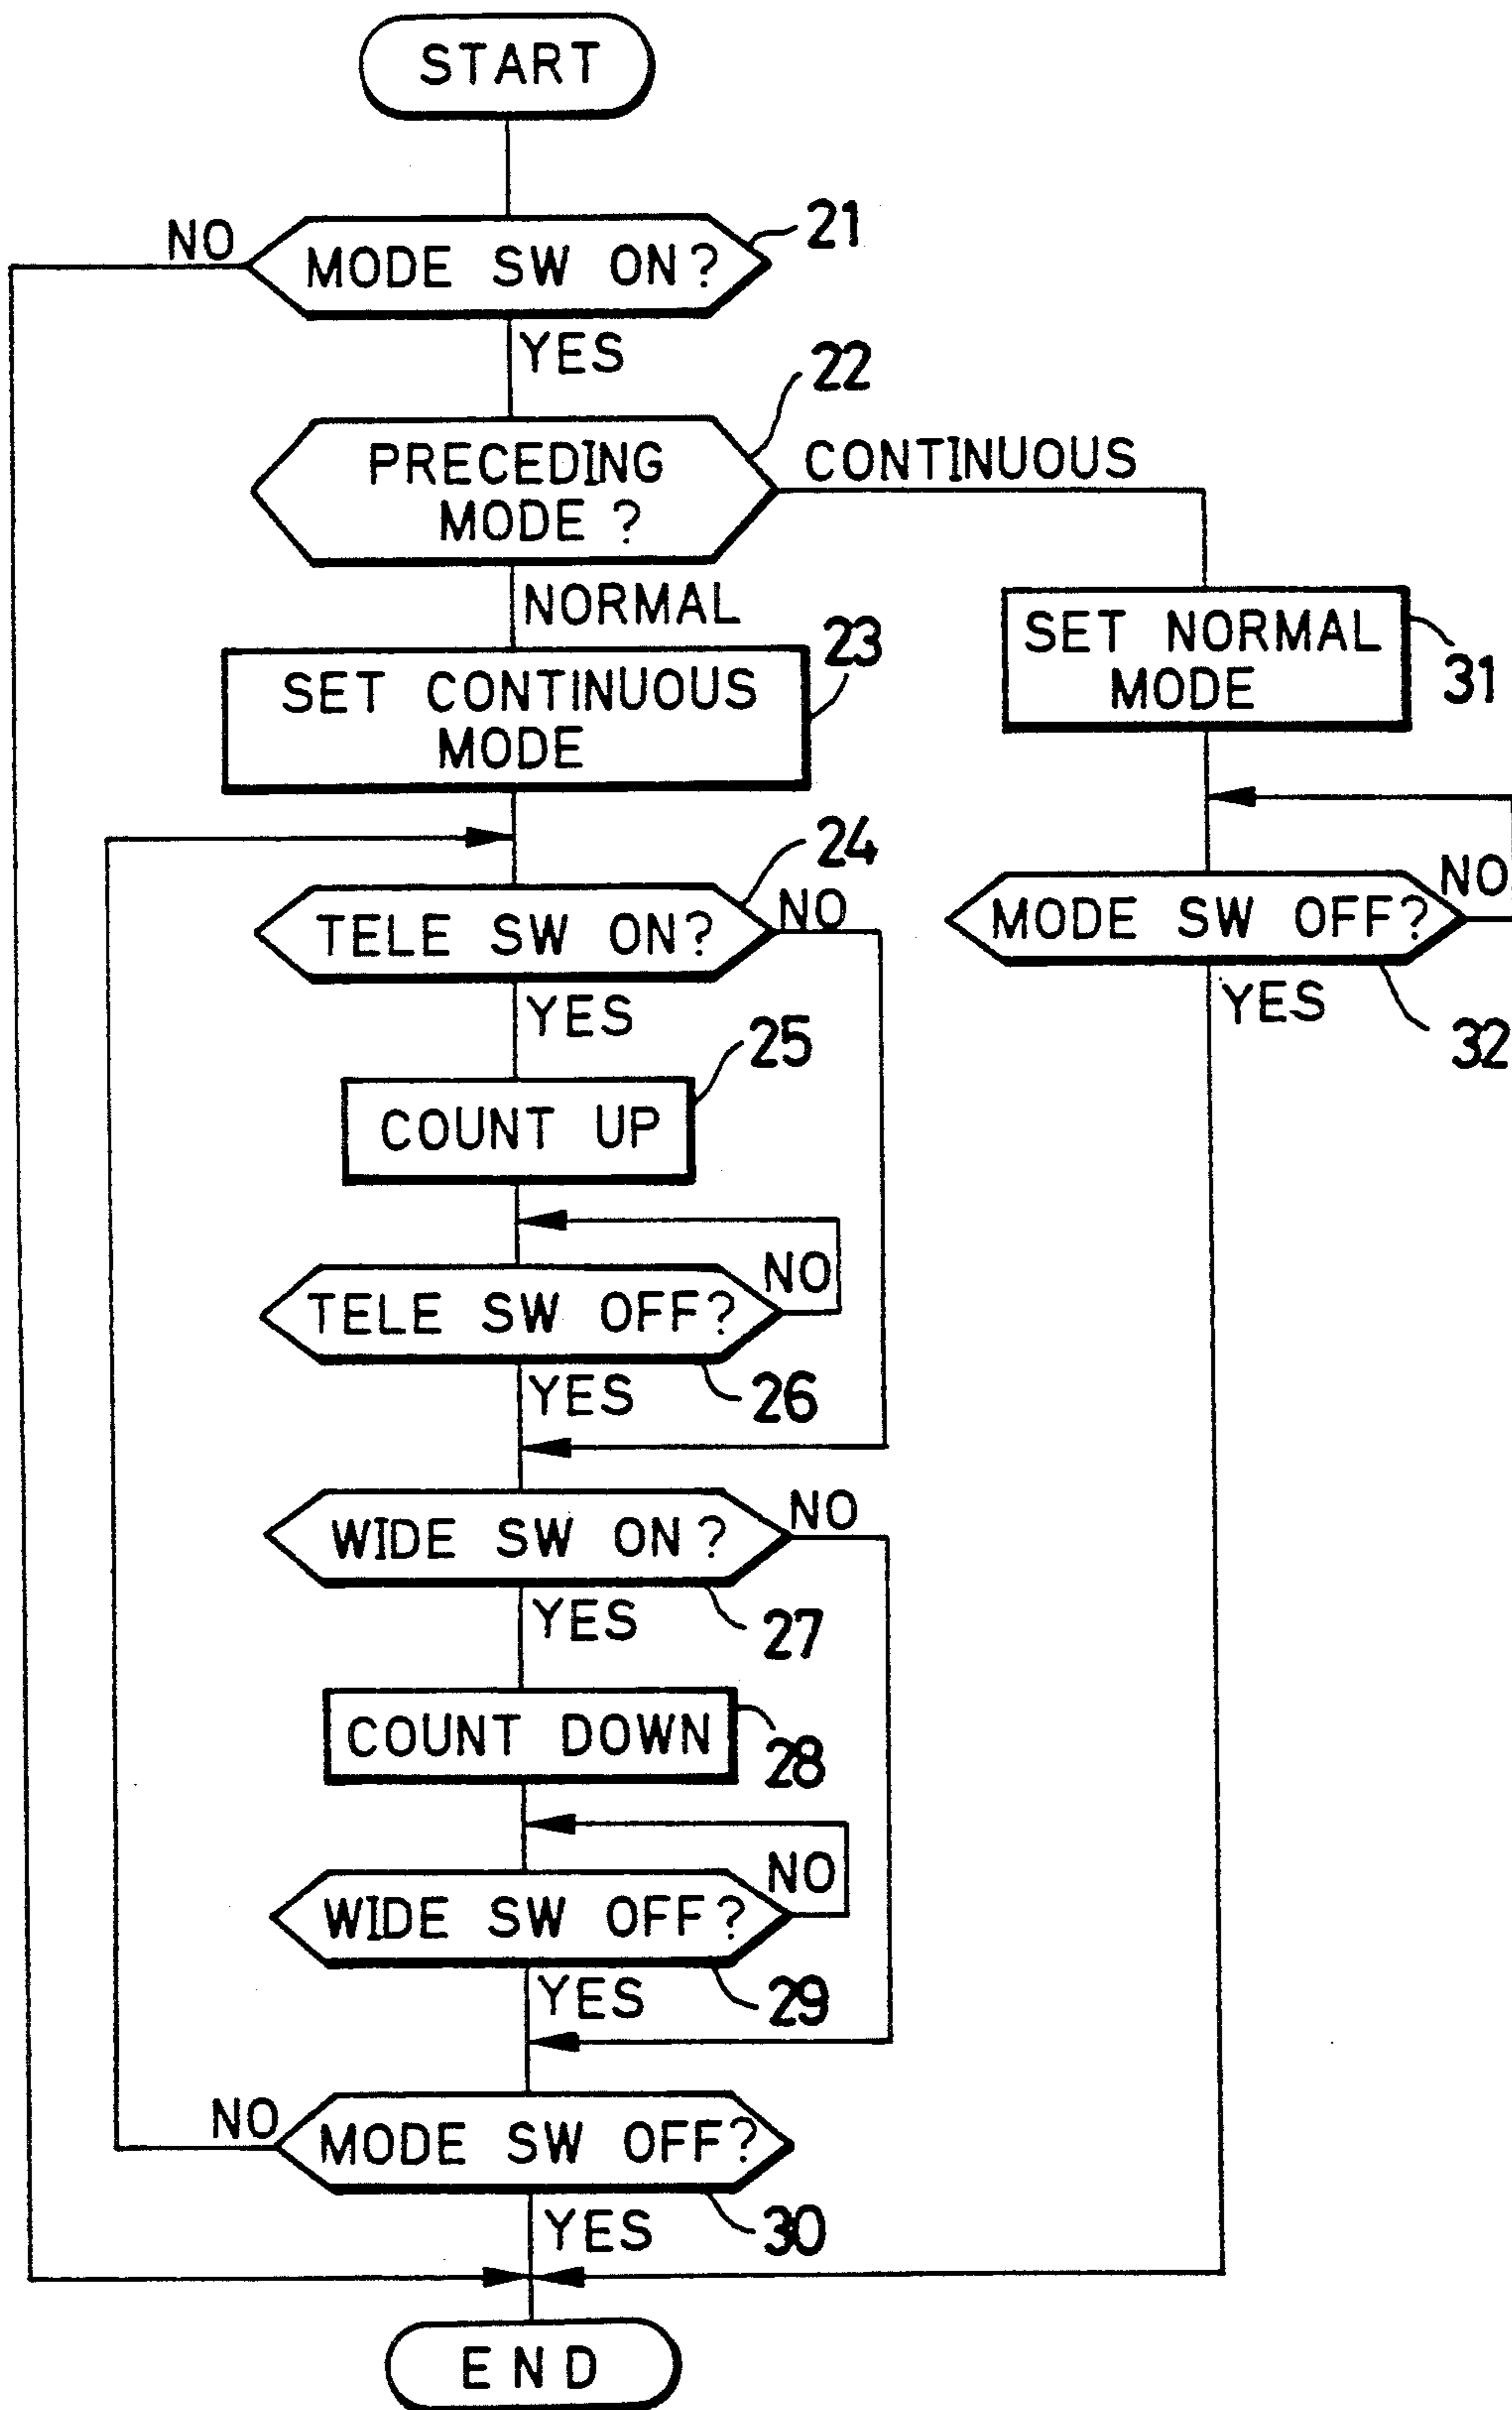 START
NO
MODE SW ON?
21
YES
22
PRECEDING
MODE ?
CONTINUOUS
NORMAL
23
SET CONTINUOUS
MODE
SET NORMAL
MODE
31
24
TELE SW ON?
NO
YES
MODE SW OFF?
NO
YES
32
25
COUNT UP
NO
TELE SW OFF?
YES
26
WIDE SW ON?
NO
YES
27
COUNT DOWN
28
NO
WIDE SW OFF?
YES
29
NO
MODE SW OFF?
YES
30
END